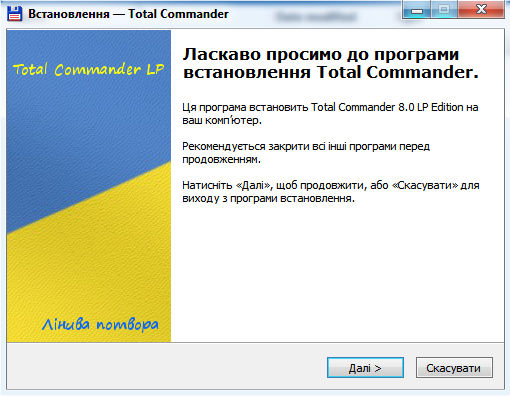 Встановлення — Total Commander
Total Commander LP
Ласкаво просимо до програми
встановлення Total Commander.
Ця програма встановить Total Commander 8.0 LP Edition на
ваш комп'ютер.
Рекомендується закрити всі інші програми перед
продовженням.
Натисніть «Далі», щоб продовжити, або «Скасувати» для
виходу з програми встановлення.
Лінива потвора
Далі >
Скасувати